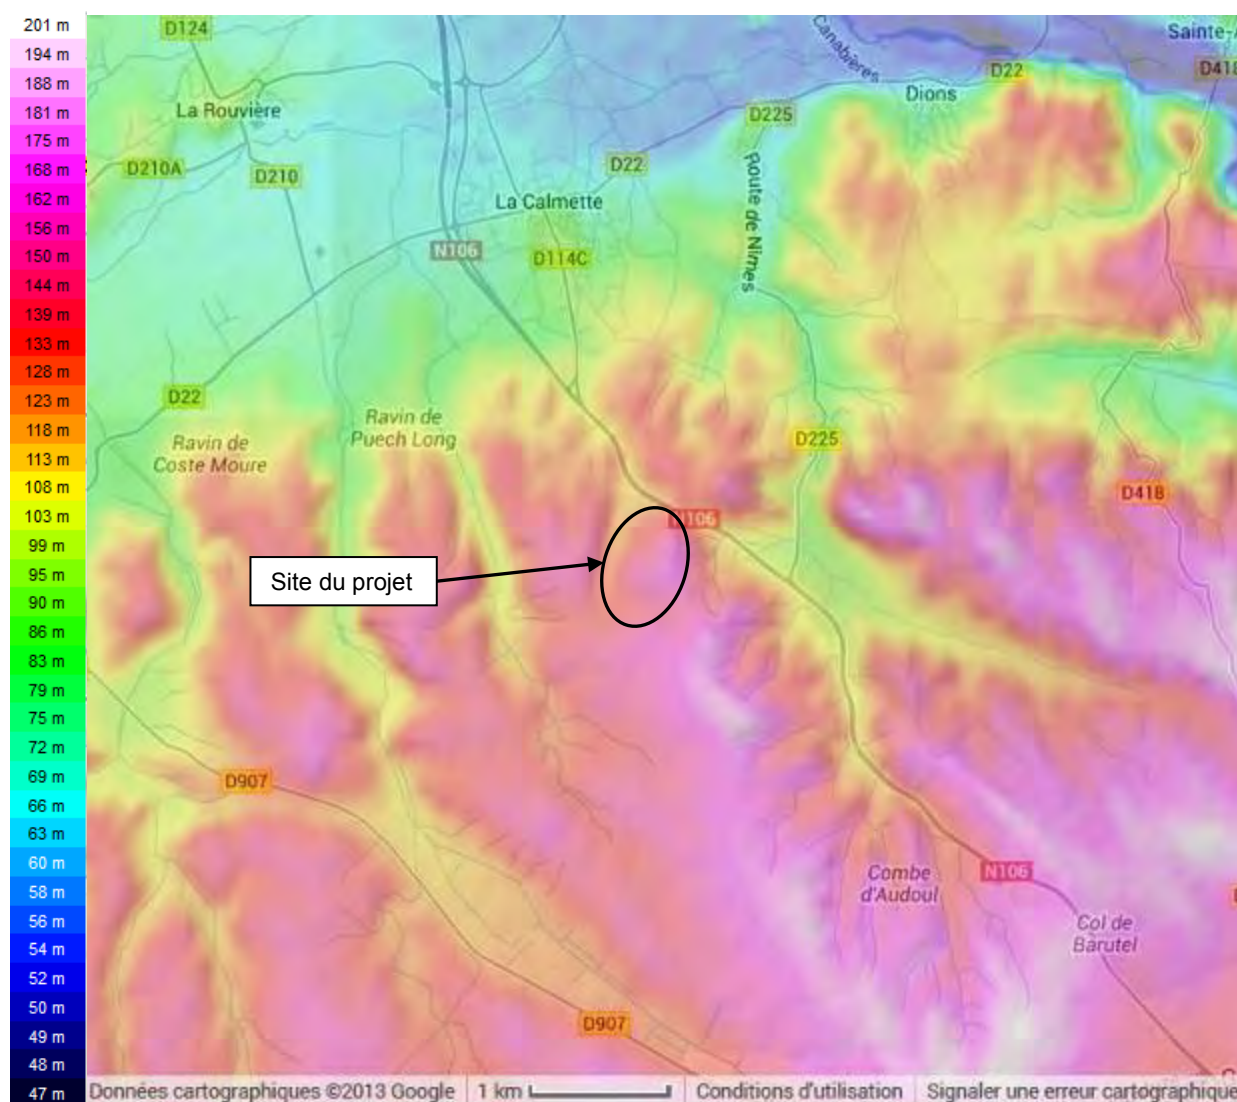 201 m
194 m
188 m
181 m
175 m
168 m
162 m
156 m
150 m
144 m
139 m
133 m
128 m
123 m
118 m
113 m
108 m
103 m
99 m
95 m
90 m
86 m
83 m
79 m
75 m
72 m
69 m
66 m
63 m
60 m
58 m
56 m
54 m
52 m
50 m
49 m
48 m
47 m
D124
La Rouvière
D210A
D210
Canabières
Sainte-A
D22
D418
Dions
D225
D22
Route de Nîmes
La Calmette
N106
D114C
D22
Ravin de
Puech Long
Ravin de
Coste Moure
D225
D418
N106
Site du projet
D907
Combe
d'Audoul
N106
Col de
Barutel
D907
Données cartographiques ©2013 Google
1 km
Conditions d'utilisation
Signaler une erreur cartographique